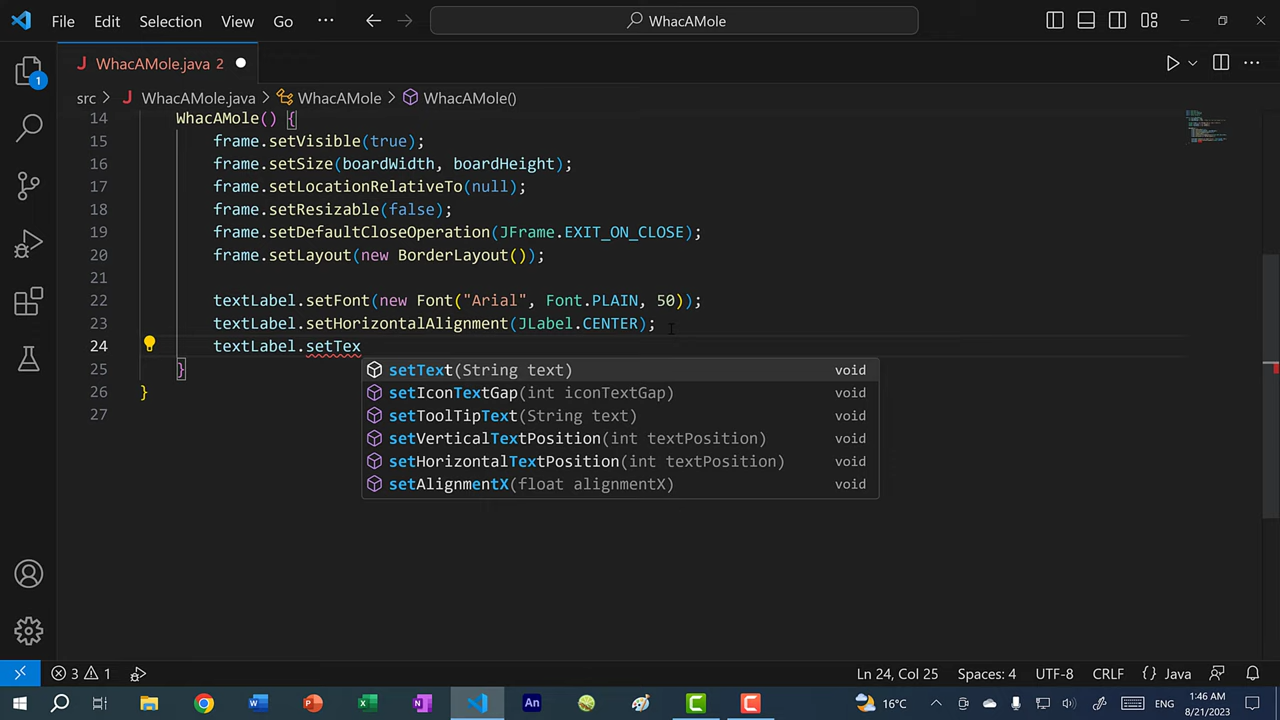 File Edit Selection View Go ··· WhacAMole
WhacAMole.java 2
src > WhacAMole.java > WhacAMole > WhacAMole()
14 WhacAMole() {
15 frame.setVisible(true);
16 frame.setSize(boardWidth, boardHeight);
17 frame.setLocationRelativeTo(null);
18 frame.setResizable(false);
19 frame.setDefaultCloseOperation(JFrame.EXIT_ON_CLOSE);
20 frame.setLayout(new BorderLayout());
21
22 textLabel.setFont(new Font("Arial", Font.PLAIN, 50));
23 textLabel.setHorizontalAlignment(JLabel.CENTER);
24 textLabel.setTex
setText(String text) void
setIconTextGap(int iconTextGap) void
setToolTipText(String text) void
setVerticalTextPosition(int textPosition) void
setHorizontalTextPosition(int textPosition) void
setAlignmentX(float alignmentX) void
25 }
26 }
27
1
3 1 Ln 24, Col 25 Spaces: 4 UTF-8 CRLF {} Java
16°C ENG 1:46 AM
8/21/2023